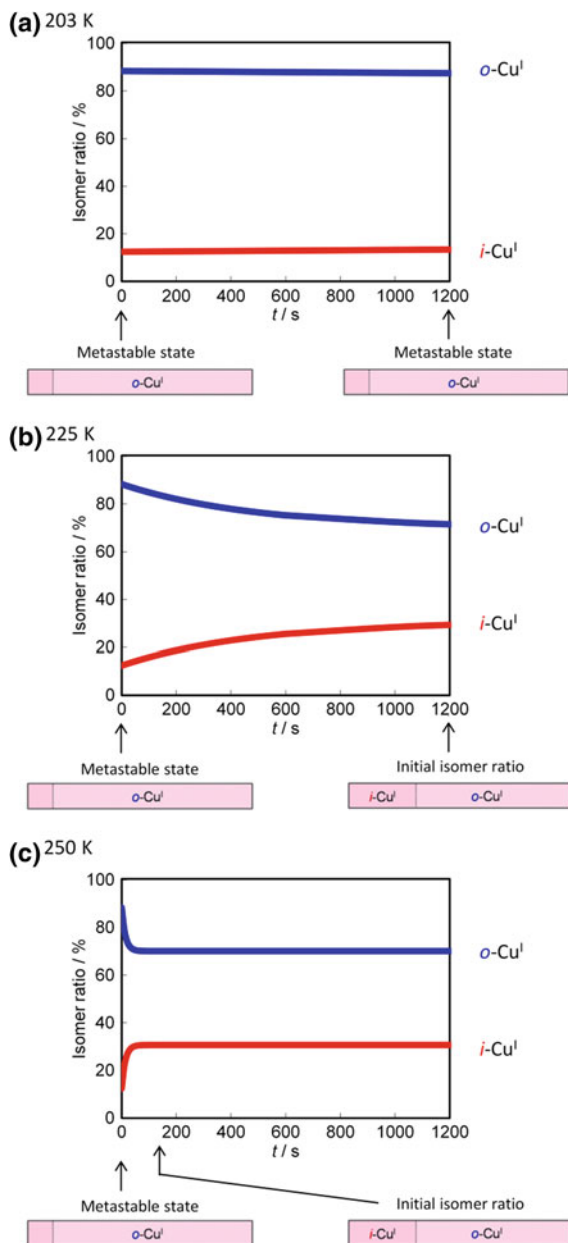 (a) 203 K
100
80
60
40
20
0
Isomer ratio / %
o-Cuᴵ
i-Cuᴵ
0 200 400 600 800 1000 1200
t / s
Metastable state Metastable state
o-Cuᴵ o-Cuᴵ
(b) 225 K
100
80
60
40
20
0
Isomer ratio / %
o-Cuᴵ
i-Cuᴵ
0 200 400 600 800 1000 1200
t / s
Metastable state Initial isomer ratio
o-Cuᴵ i-Cuᴵ o-Cuᴵ
(c) 250 K
100
80
60
40
20
0
Isomer ratio / %
o-Cuᴵ
i-Cuᴵ
0 200 400 600 800 1000 1200
t / s
Metastable state Initial isomer ratio
o-Cuᴵ i-Cuᴵ o-Cuᴵ